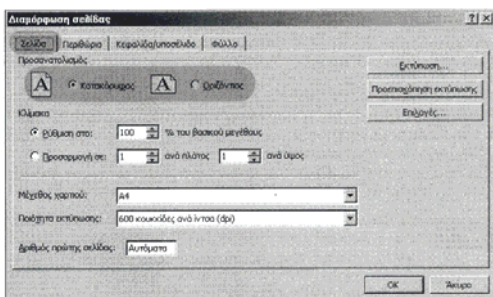 Διαμόρφωση σελίδας
Σελίδα Περιθώρια Κεφαλίδα/υποσέλιδο Φύλλο
Προσανατολισμός
A Κατακόρυφος A Οριζόντιος
Εκτύπωση...
Προεπισκόπηση εκτύπωσης
Επιλογές...
Κλίμακα
Ρύθμιση στο: 100 % του βασικού μεγέθους
Προσαρμογή σε: 1 ανά πλάτος 1 ανά ύψος
Μέγεθος χαρτιού: A4
Ποιότητα εκτύπωσης: 600 κουκκίδες ανά ίντσα (dpi)
Αριθμός πρώτης σελίδας: Αυτόματα
OK Άκυρο